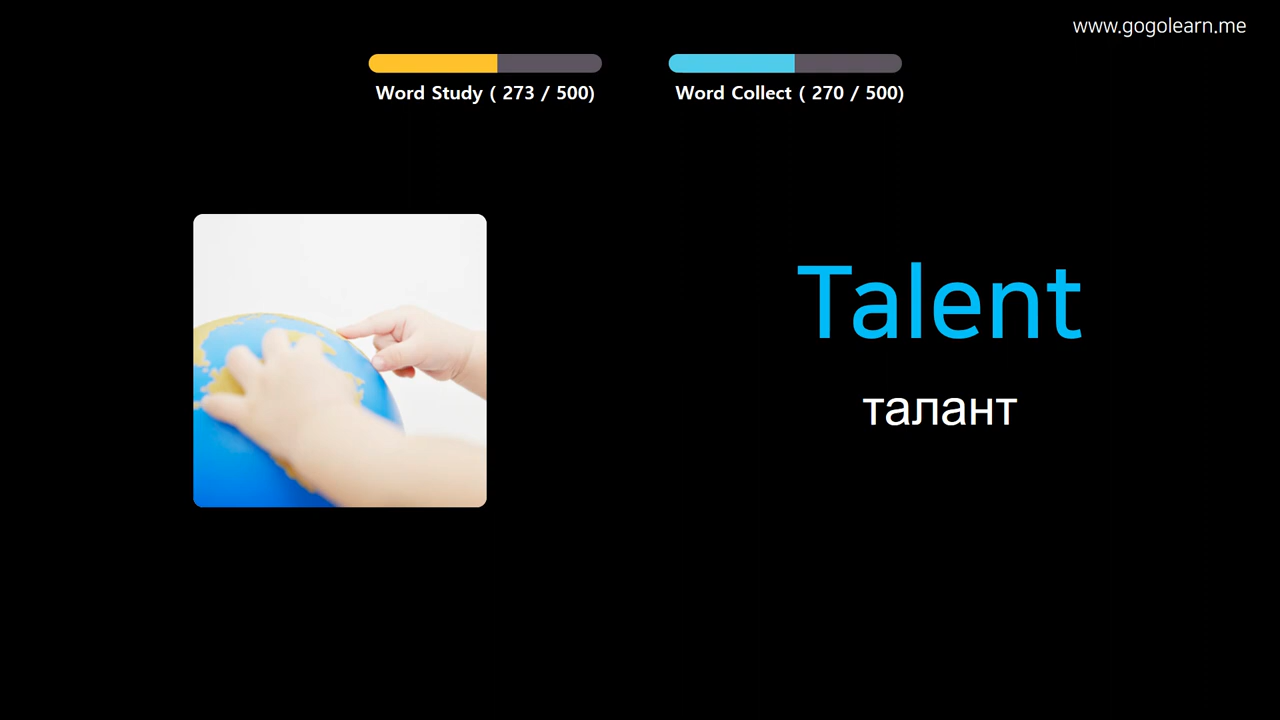 www.gogolearn.me
Word Study ( 273 / 500)
Word Collect ( 270 / 500)
Talent
талант